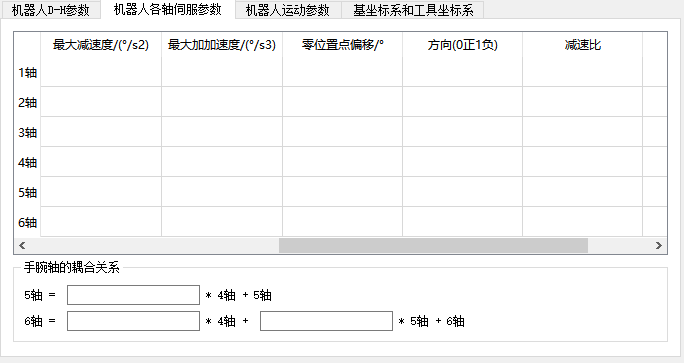 机器人D-H参数 机器人各轴伺服参数 机器人运动参数 基坐标系和工具坐标系
最大减速度/(°/s2) 最大加加速度/(°/s3) 零位置点偏移/° 方向(0正1负) 减速比
1轴
2轴
3轴
4轴
5轴
6轴
手腕轴的耦合关系
5轴 = * 4轴 + 5轴
6轴 = * 4轴 + * 5轴 + 6轴